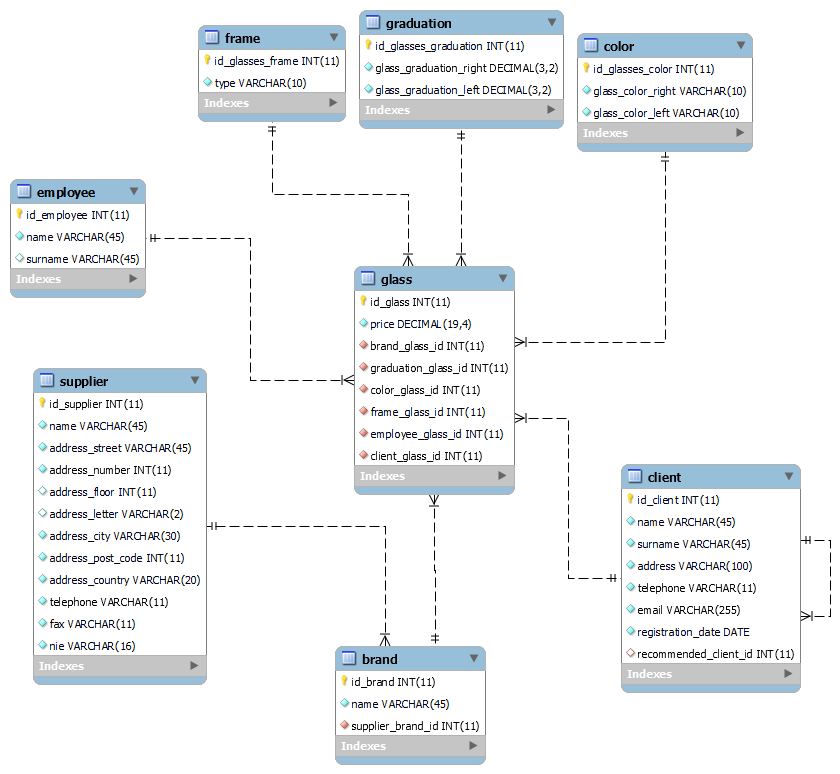 frame
id_glasses_frame INT(11)
type VARCHAR(10)
Indexes
graduation
id_glasses_graduation INT(11)
glass_graduation_right DECIMAL(3,2)
glass_graduation_left DECIMAL(3,2)
Indexes
color
id_glasses_color INT(11)
glass_color_right VARCHAR(10)
glass_color_left VARCHAR(10)
Indexes
employee
id_employee INT(11)
name VARCHAR(45)
surname VARCHAR(45)
Indexes
glass
id_glass INT(11)
price DECIMAL(19,4)
brand_glass_id INT(11)
graduation_glass_id INT(11)
color_glass_id INT(11)
frame_glass_id INT(11)
employee_glass_id INT(11)
client_glass_id INT(11)
Indexes
supplier
id_supplier INT(11)
name VARCHAR(45)
address_street VARCHAR(45)
address_number INT(11)
address_floor INT(11)
address_letter VARCHAR(2)
address_city VARCHAR(30)
address_post_code INT(11)
address_country VARCHAR(20)
telephone VARCHAR(11)
fax VARCHAR(11)
nie VARCHAR(16)
Indexes
client
id_client INT(11)
name VARCHAR(45)
surname VARCHAR(45)
address VARCHAR(100)
telephone VARCHAR(11)
email VARCHAR(255)
registration_date DATE
recommended_client_id INT(11)
Indexes
brand
id_brand INT(11)
name VARCHAR(45)
supplier_brand_id INT(11)
Indexes